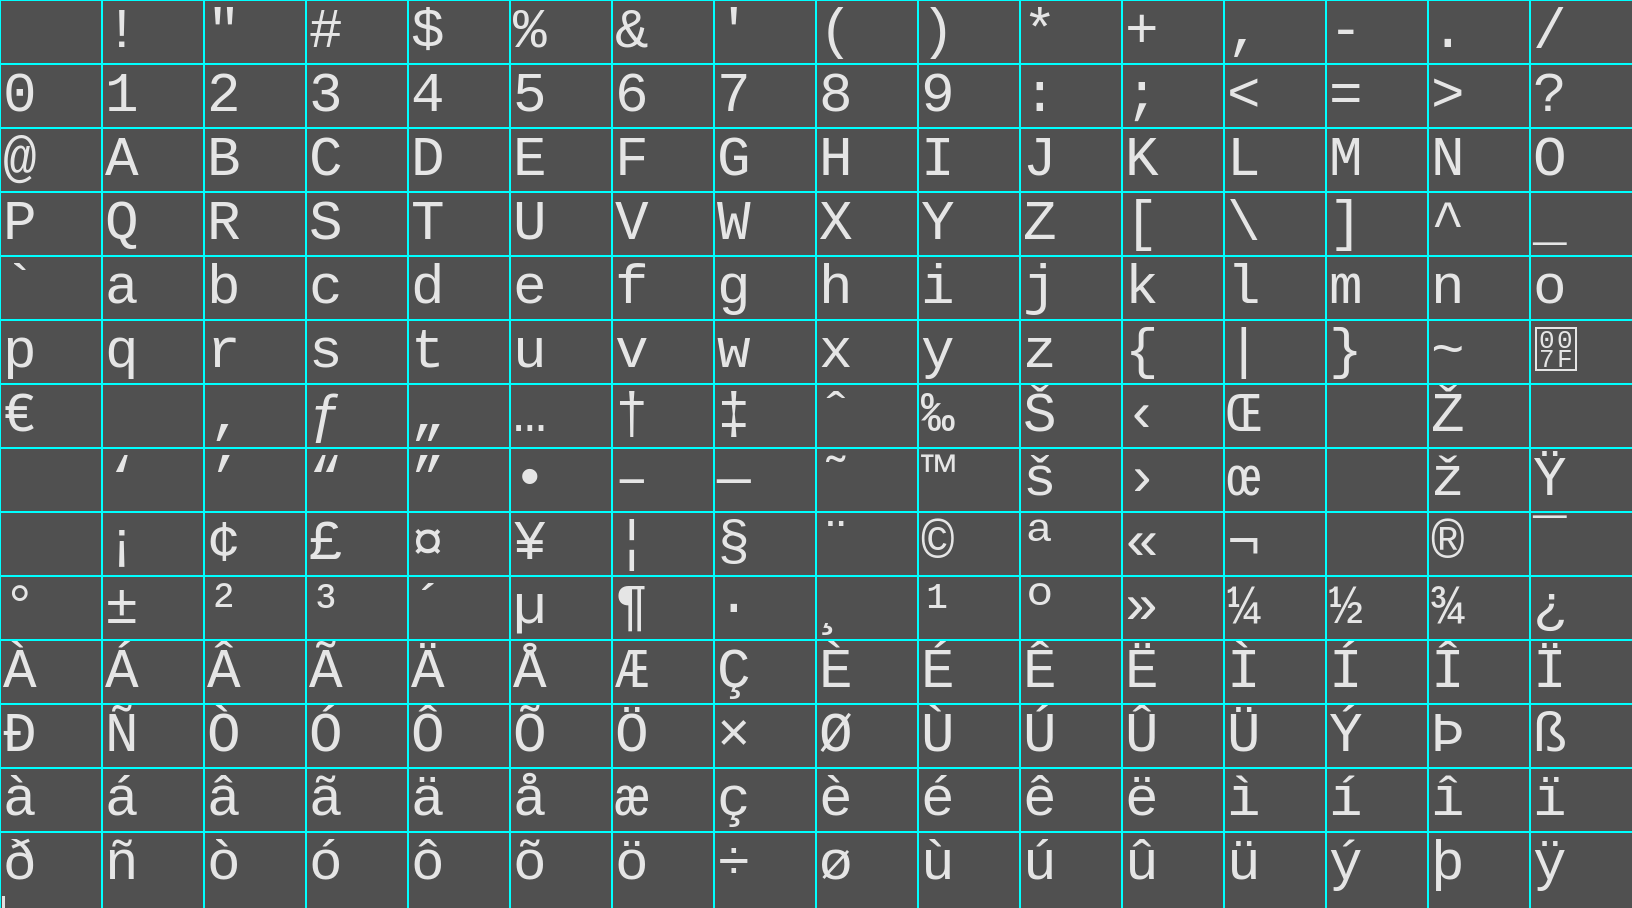 ! " # $ % & ' ( ) * + , - . /
0 1 2 3 4 5 6 7 8 9 : ; < = > ?
@ A B C D E F G H I J K L M N O
P Q R S T U V W X Y Z [ \ ] ^ _
` a b c d e f g h i j k l m n o
p q r s t u v w x y z { | } ~ 007F
€ ‚ ƒ „ … † ‡ ˆ ‰ Š ‹ Œ Ž
‘ ’ “ ” • – — ˜ ™ š › œ ž Ÿ
¡ ¢ £ ¤ ¥ ¦ § ¨ © ª « ¬ ® ¯
° ± ² ³ ´ µ ¶ · ¸ ¹ º » ¼ ½ ¾ ¿
À Á Â Ã Ä Å Æ Ç È É Ê Ë Ì Í Î Ï
Ð Ñ Ò Ó Ô Õ Ö × Ø Ù Ú Û Ü Ý Þ ß
à á â ã ä å æ ç è é ê ë ì í î ï
ð ñ ò ó ô õ ö ÷ ø ù ú û ü ý þ ÿ